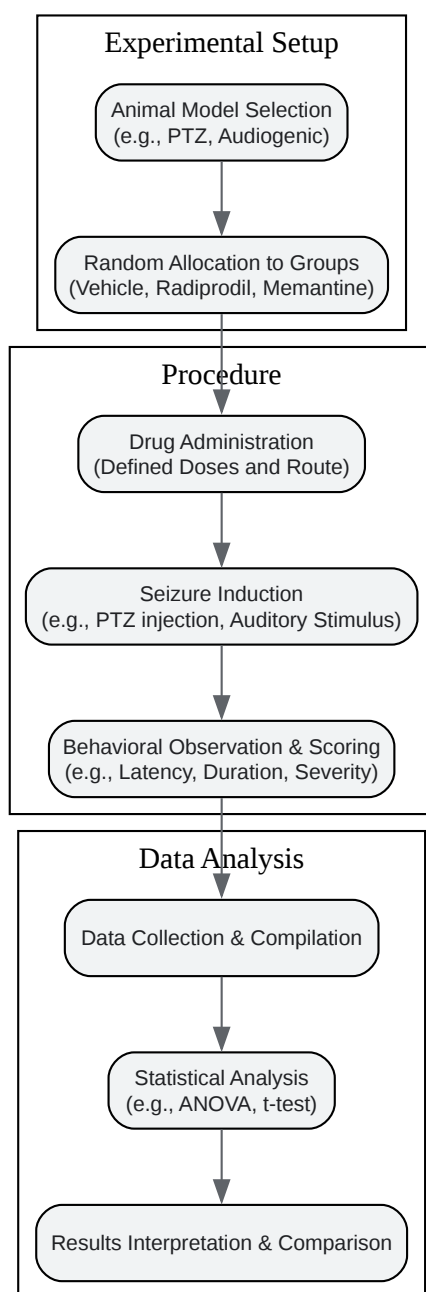 Experimental Setup
Animal Model Selection
(e.g., PTZ, Audiogenic)
Random Allocation to Groups
(Vehicle, Radiprodil, Memantine)
Procedure
Drug Administration
(Defined Doses and Route)
Seizure Induction
(e.g., PTZ injection, Auditory Stimulus)
Behavioral Observation & Scoring
(e.g., Latency, Duration, Severity)
Data Analysis
Data Collection & Compilation
Statistical Analysis
(e.g., ANOVA, t-test)
Results Interpretation & Comparison